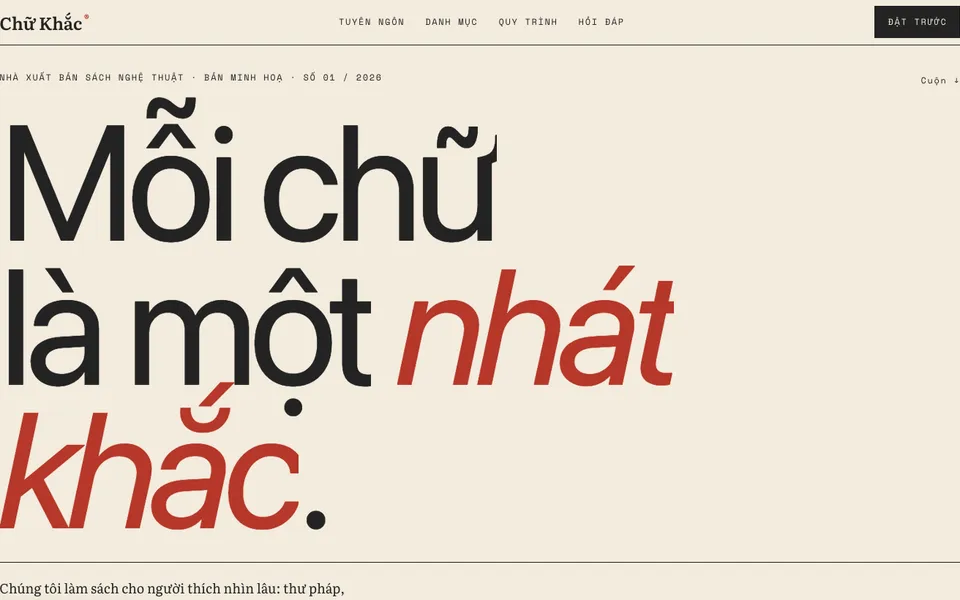 Chữ Khắc®
TUYÊN NGÔN DANH MỤC QUY TRÌNH HỎI ĐÁP
ĐẶT TRƯỚC
NHÀ XUẤT BẢN SÁCH NGHỆ THUẬT · BẢN MINH HOẠ · SỐ 01 / 2026
Cuộn ↓
Mỗi chữ
là một nhát
khắc.
Chúng tôi làm sách cho người thích nhìn lâu: thư pháp,